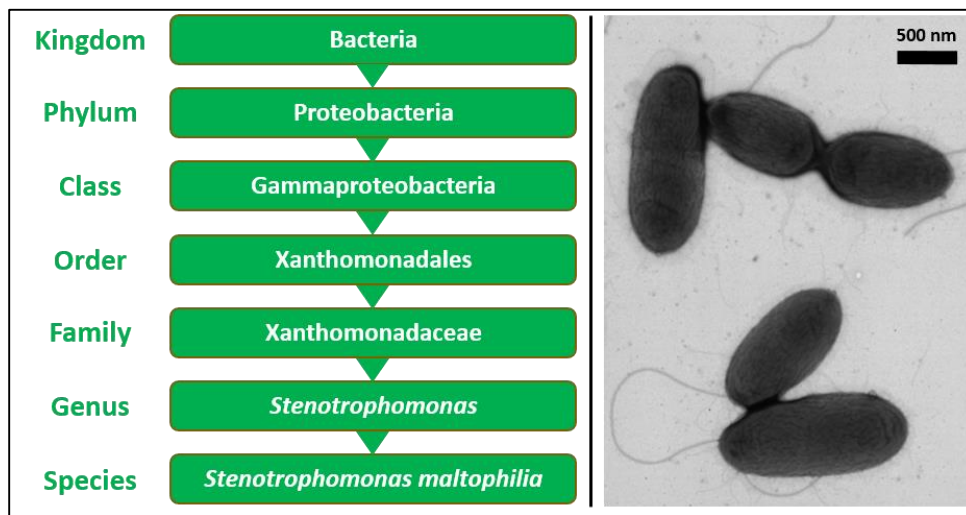 Kingdom
Bacteria
Phylum
Proteobacteria
Class
Gammaproteobacteria
Order
Xanthomonadales
Family
Xanthomonadaceae
Genus
Stenotrophomonas
Species
Stenotrophomonas maltophilia
500 nm